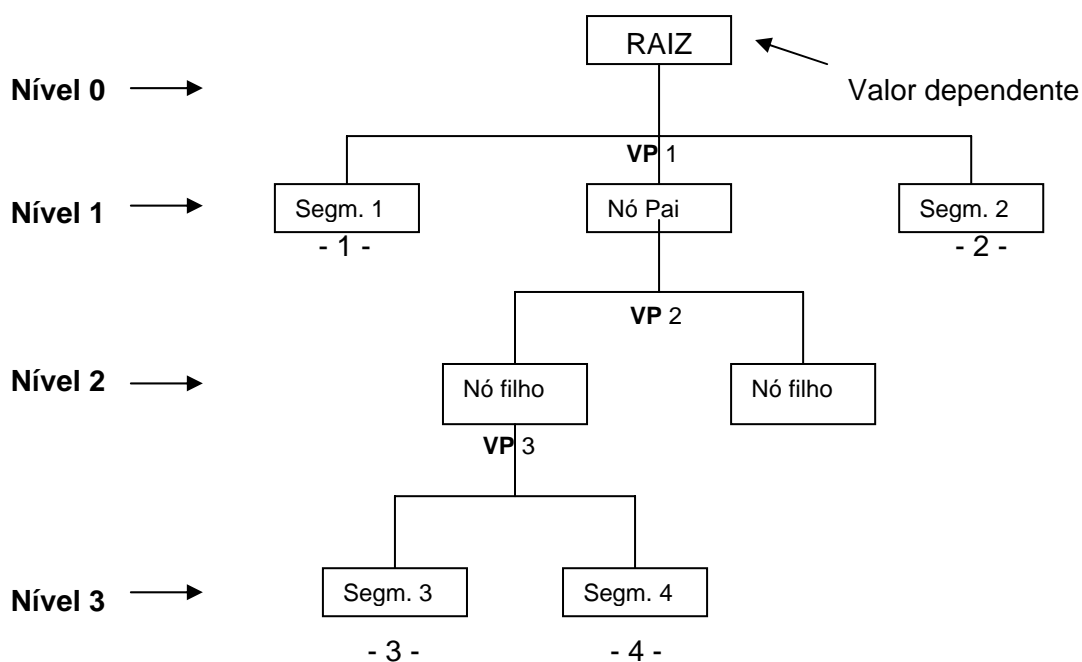 RAIZ
Nível 0
Valor dependente
VP 1
Nível 1
Segm. 1
Nó Pai
Segm. 2
- 1 -
- 2 -
VP 2
Nível 2
Nó filho
Nó filho
VP 3
Nível 3
Segm. 3
Segm. 4
- 3 -
- 4 -